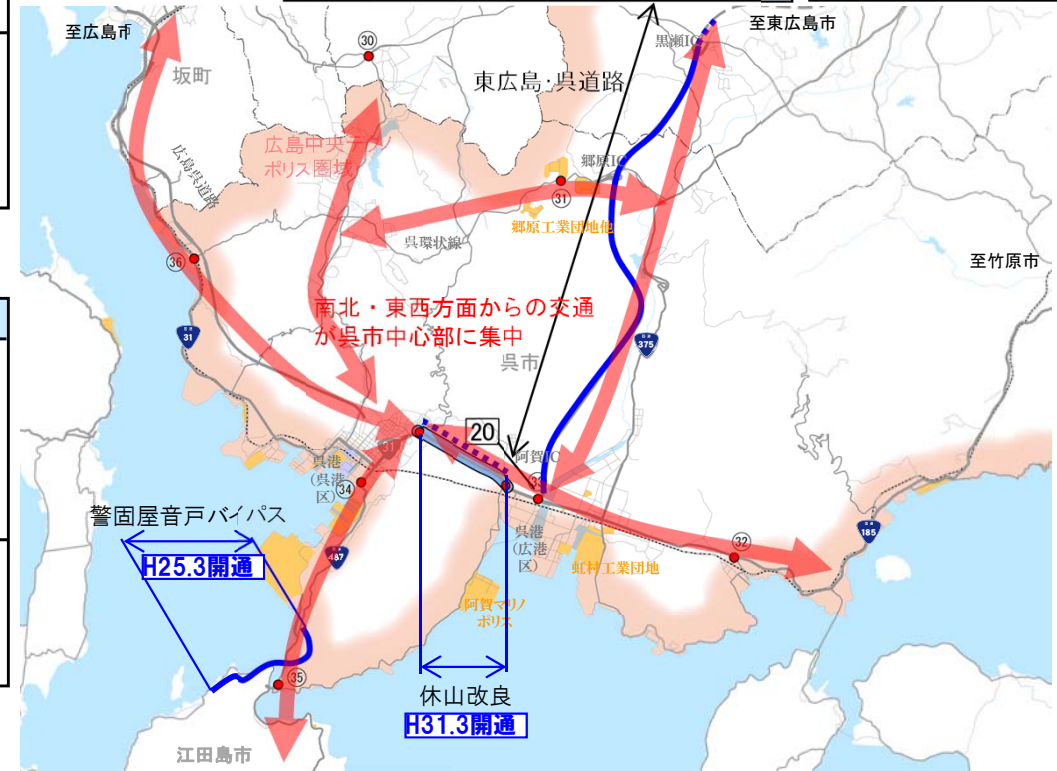 至広島市
至東広島市
坂町
㉚
黒瀬IC
東広島・呉道路
広島中央テクノ
ポリス圏域
広島呉道路
郷原IC
㉛
郷原工業団地他
呉環状線
㊱
至竹原市
国道
31
南北・東西方面からの交通
が呉市中心部に集中
国道
375
呉市
20
阿賀IC
呉港
(呉港
区)
㉞
呉港
(広港
区)
㉜
国道
185
警固屋音戸バイパス
H25.3開通
487
虹村工業団地
阿賀マリノ
ポリス
㉟
休山改良
H31.3開通
江田島市